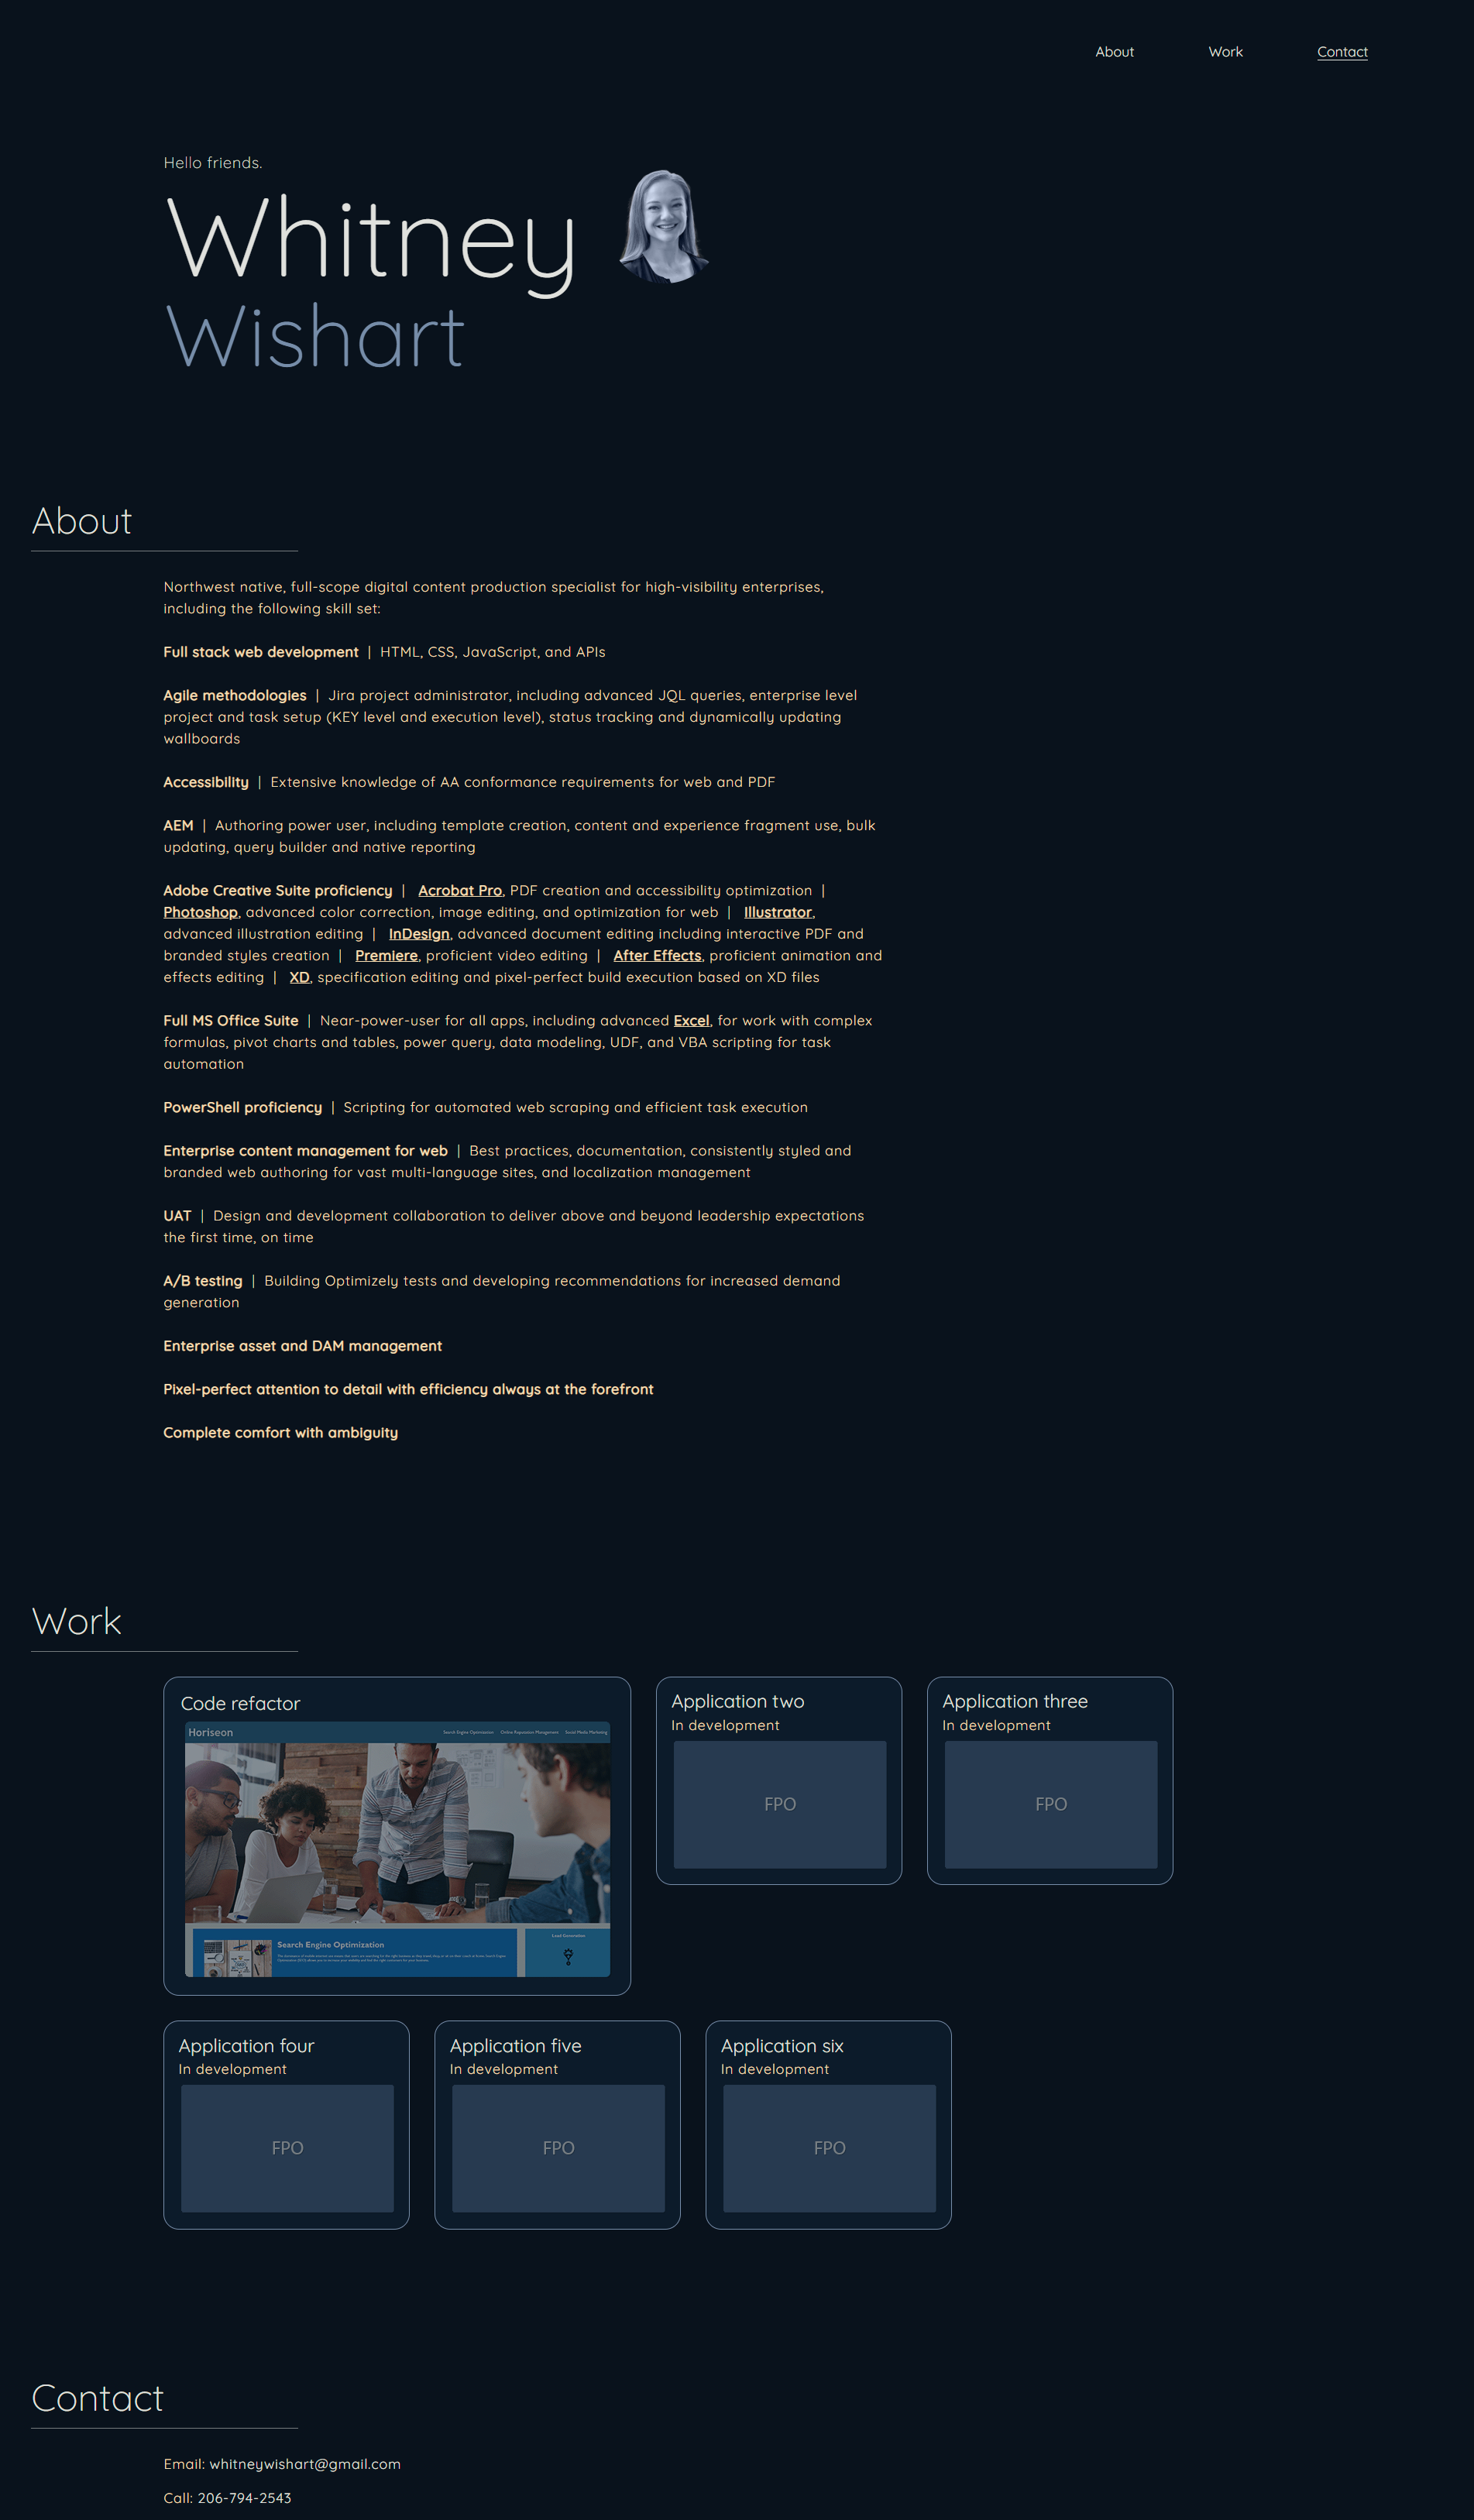 About
Work
Contact
Hello friends.
Whitney
Wishart
About
Northwest native, full-scope digital content production specialist for high-visibility enterprises,
including the following skill set:
Full stack web development | HTML, CSS, JavaScript, and APIs
Agile methodologies | Jira project administrator, including advanced JQL queries, enterprise level
project and task setup (KEY level and execution level), status tracking and dynamically updating
wallboards
Accessibility | Extensive knowledge of AA conformance requirements for web and PDF
AEM | Authoring power user, including template creation, content and experience fragment use, bulk
updating, query builder and native reporting
Adobe Creative Suite proficiency | Acrobat Pro, PDF creation and accessibility optimization |
Photoshop, advanced color correction, image editing, and optimization for web | Illustrator,
advanced illustration editing | InDesign, advanced document editing including interactive PDF and
branded styles creation | Premiere, proficient video editing | After Effects, proficient animation and
effects editing | XD, specification editing and pixel-perfect build execution based on XD files
Full MS Office Suite | Near-power-user for all apps, including advanced Excel, for work with complex
formulas, pivot charts and tables, power query, data modeling, UDF, and VBA scripting for task
automation
PowerShell proficiency | Scripting for automated web scraping and efficient task execution
Enterprise content management for web | Best practices, documentation, consistently styled and
branded web authoring for vast multi-language sites, and localization management
UAT | Design and development collaboration to deliver above and beyond leadership expectations
the first time, on time
A/B testing | Building Optimizely tests and developing recommendations for increased demand
generation
Enterprise asset and DAM management
Pixel-perfect attention to detail with efficiency always at the forefront
Complete comfort with ambiguity
Work
Code refactor
Horiseon
Search Engine Optimization
Online Reputation Management
Social Media Marketing
Search Engine Optimization
Lead Generation
Application two
In development
FPO
Application three
In development
FPO
Application four
In development
FPO
Application five
In development
FPO
Application six
In development
FPO
Contact
Email: whitneywishart@gmail.com
Call: 206-794-2543